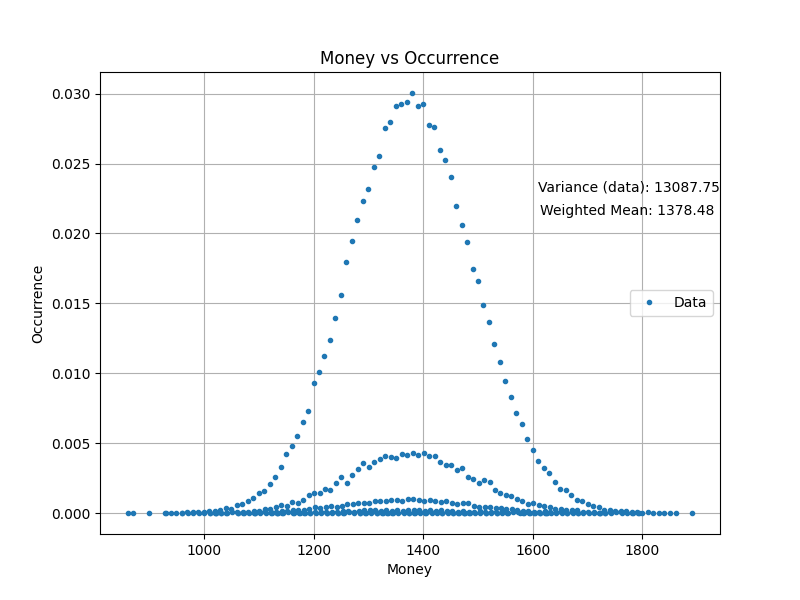 Money vs Occurrence
0.030
0.025
0.020
0.015
0.010
0.005
0.000
Occurrence
Variance (data): 13087.75
Weighted Mean: 1378.48
Data
1000 1200 1400 1600 1800
Money